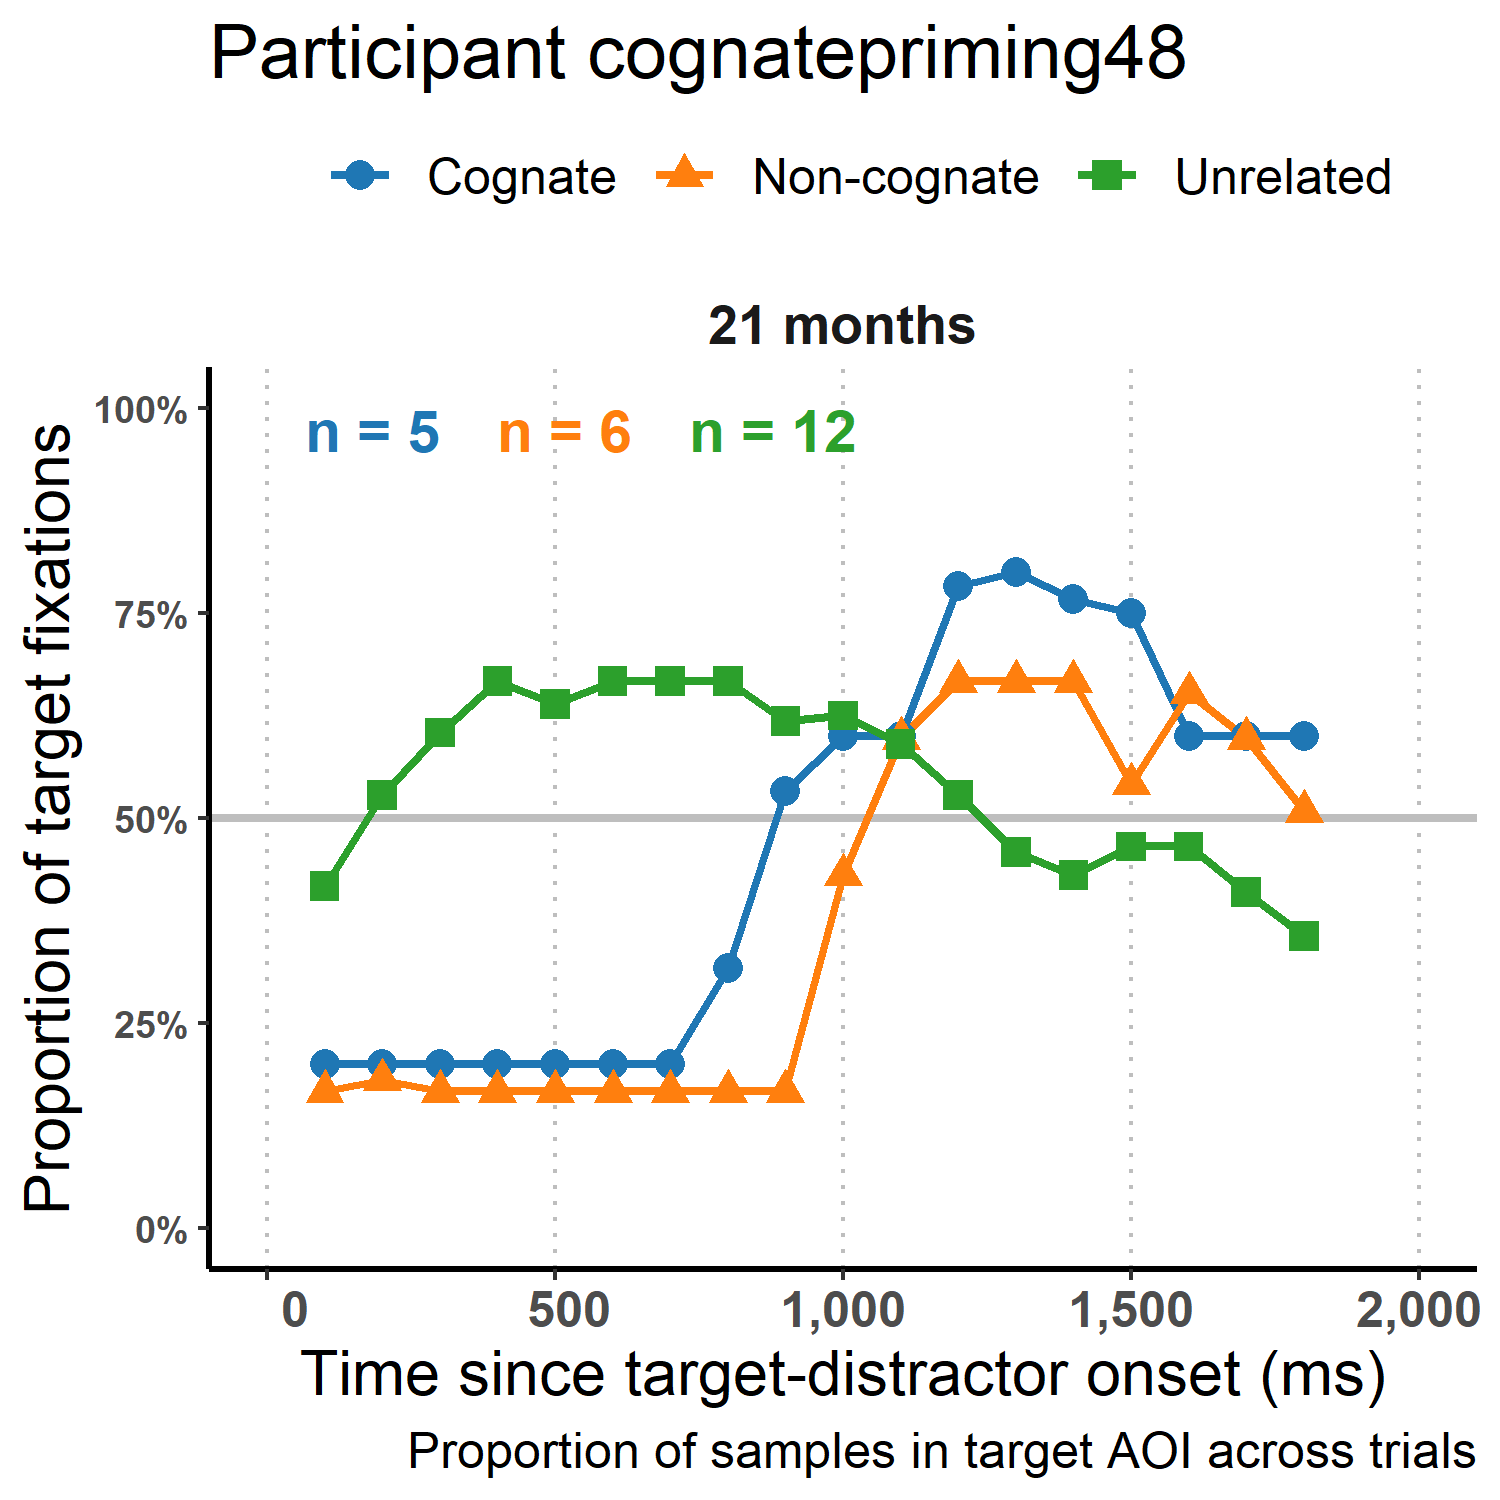 Participant cognatepriming48
Cognate Non-cognate Unrelated
21 months
n = 5 n = 6 n = 12
100%
75%
50%
25%
0%
Proportion of target fixations
0 500 1,000 1,500 2,000
Time since target-distractor onset (ms)
Proportion of samples in target AOI across trials